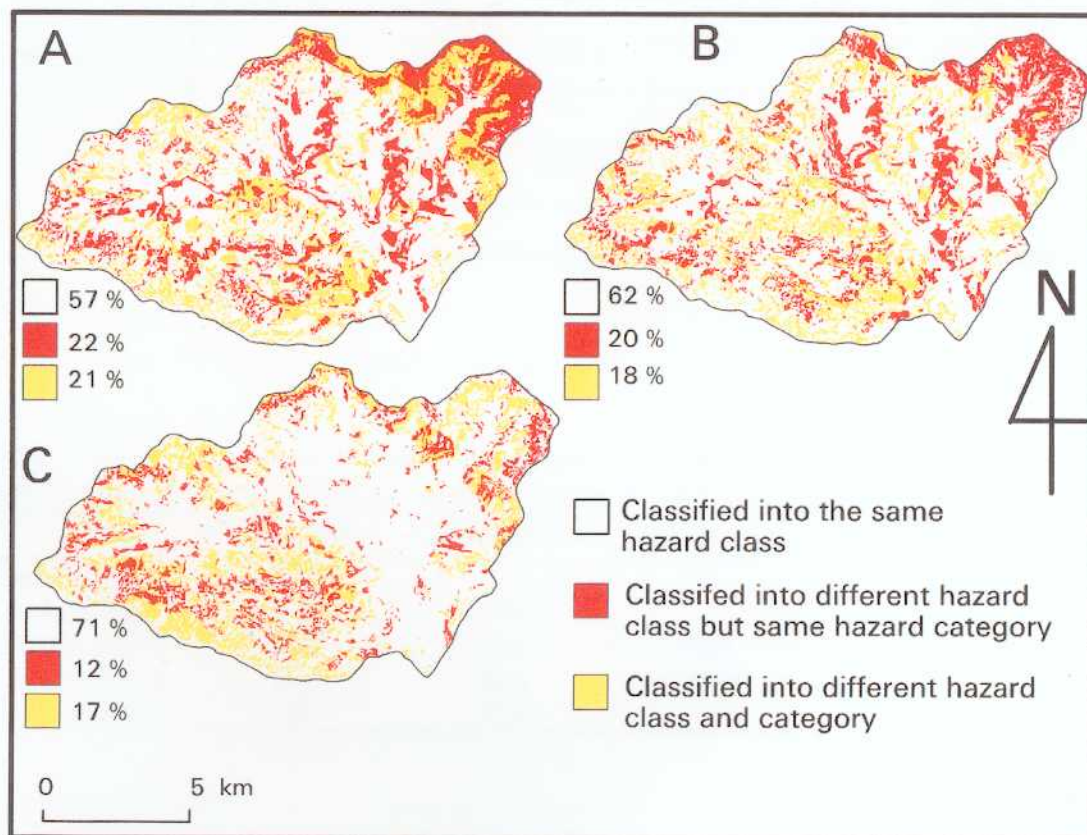 A
B
57 %
22 %
21 %
62 %
20 %
18 %
N
C
71 %
12 %
17 %
Classified into the same
hazard class
Classifed into different hazard
class but same hazard category
Classified into different hazard
class and category
0 5 km